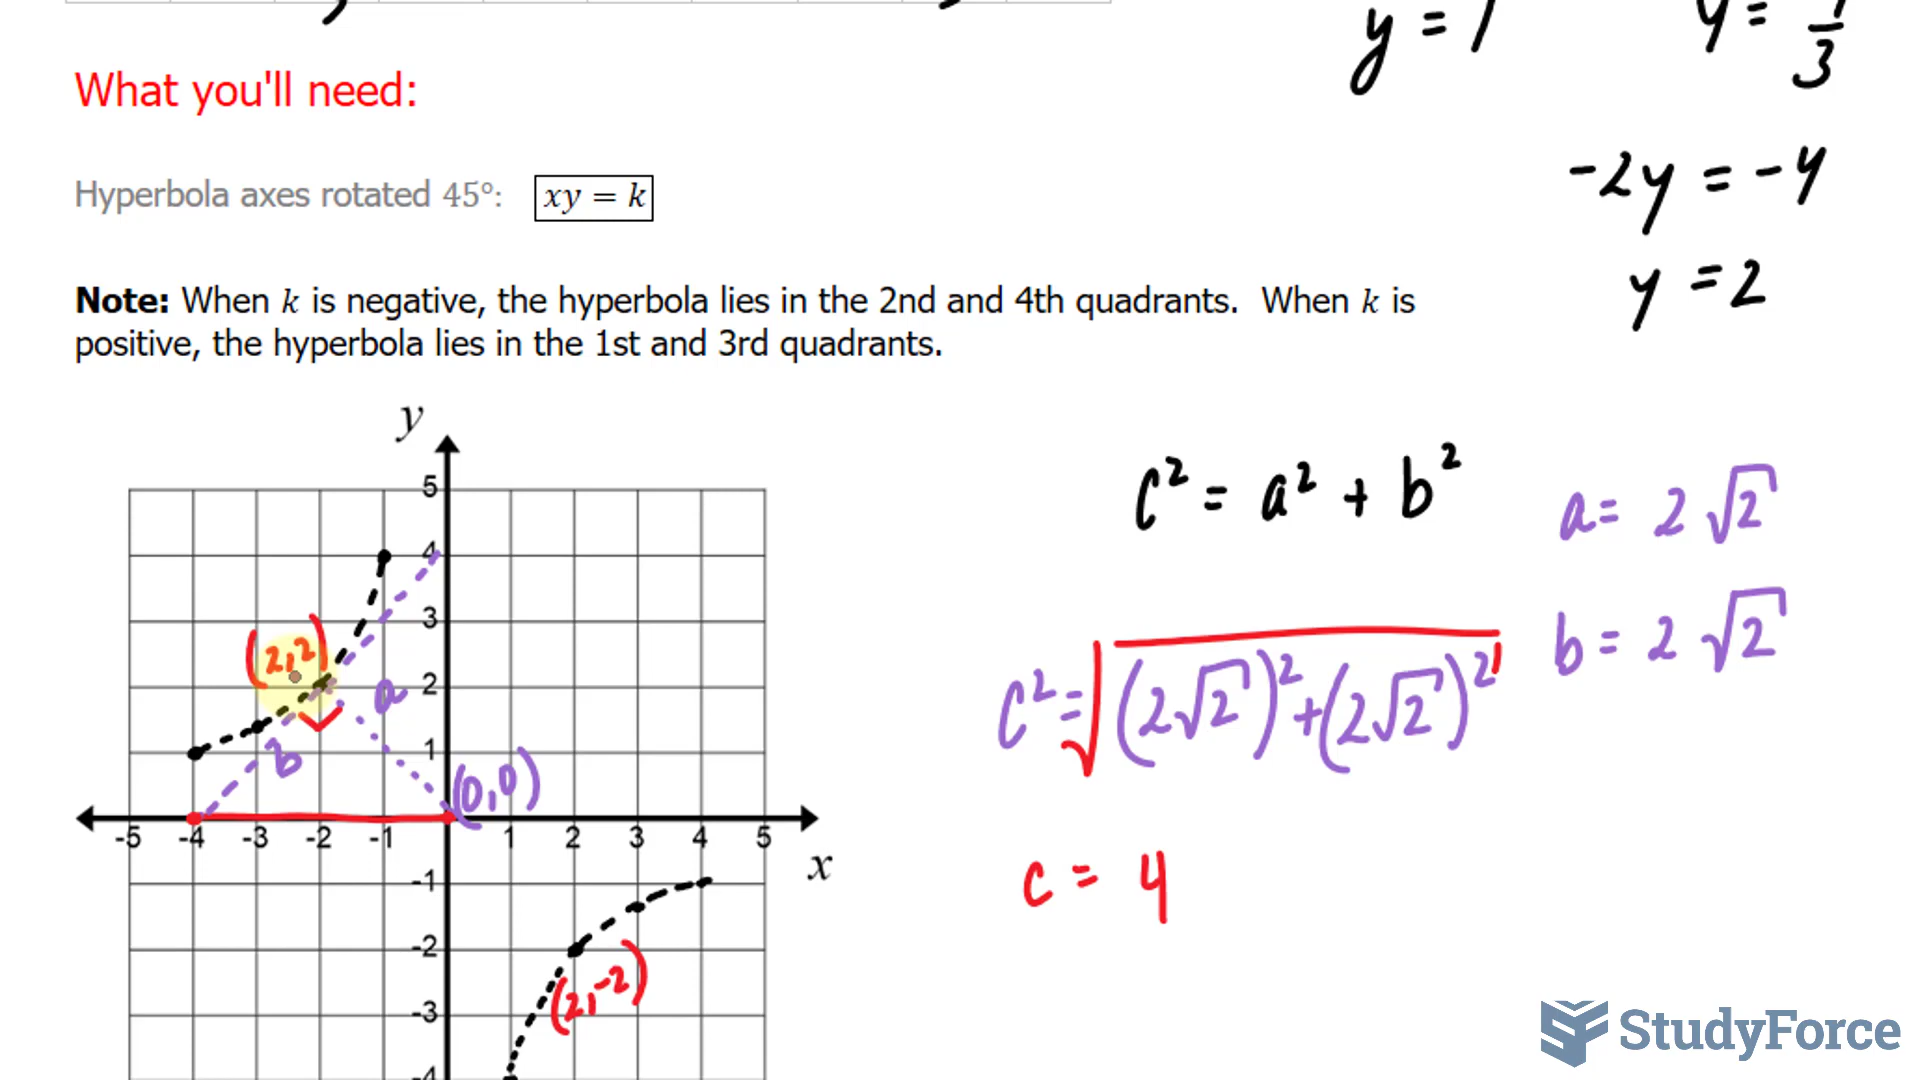 y = 1
y = 1/3
What you'll need:
-2y = -4
Hyperbola axes rotated 45°: xy = k
y = 2
Note: When k is negative, the hyperbola lies in the 2nd and 4th quadrants. When k is
positive, the hyperbola lies in the 1st and 3rd quadrants.
y
5
4
3
2
1
-5 -4 -3 -2 -1 1 2 3 4 5
x
-1
-2
-3
-4
(2,2)
a
b
(0,0)
(2,-2)
c² = a² + b²
a = 2√2
b = 2√2
c² = √(2√2)² + (2√2)²
c = 4
StudyForce